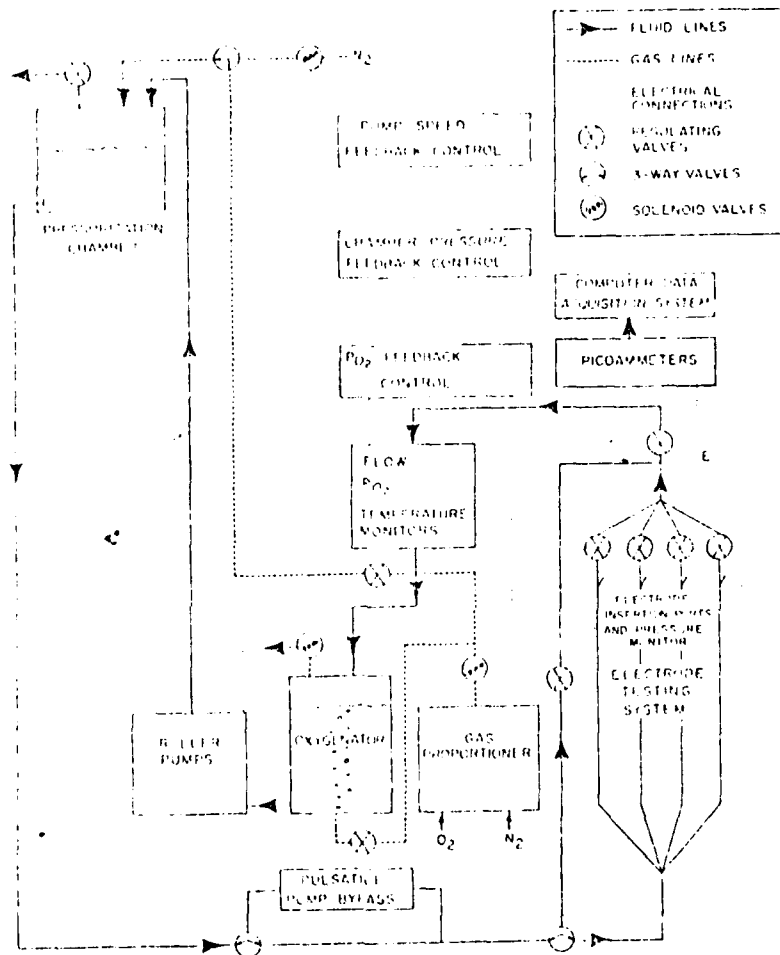 N2
PRESSURIZATION
CHAMBER
PUMP SPEED
FEEDBACK CONTROL
CHAMBER PRESSURE
FEEDBACK CONTROL
PO2 FEEDBACK
CONTROL
FLUID LINES
GAS LINES
ELECTRICAL
CONNECTIONS
REGULATING
VALVES
3-WAY VALVES
SOLENOID VALVES
COMPUTER DATA
ACQUISITION SYSTEM
PICOAMMETERS
FLOW
PO2
TEMPERATURE
MONITORS
E
ELECTRODE
INSERTION PORTS
AND PRESSURE
MONITOR
ELECTRODE
TESTING
SYSTEM
ROLLER
PUMPS
OXYGENATOR
GAS
PROPORTIONER
O2
N2
PULSATILE
PUMP BYPASS